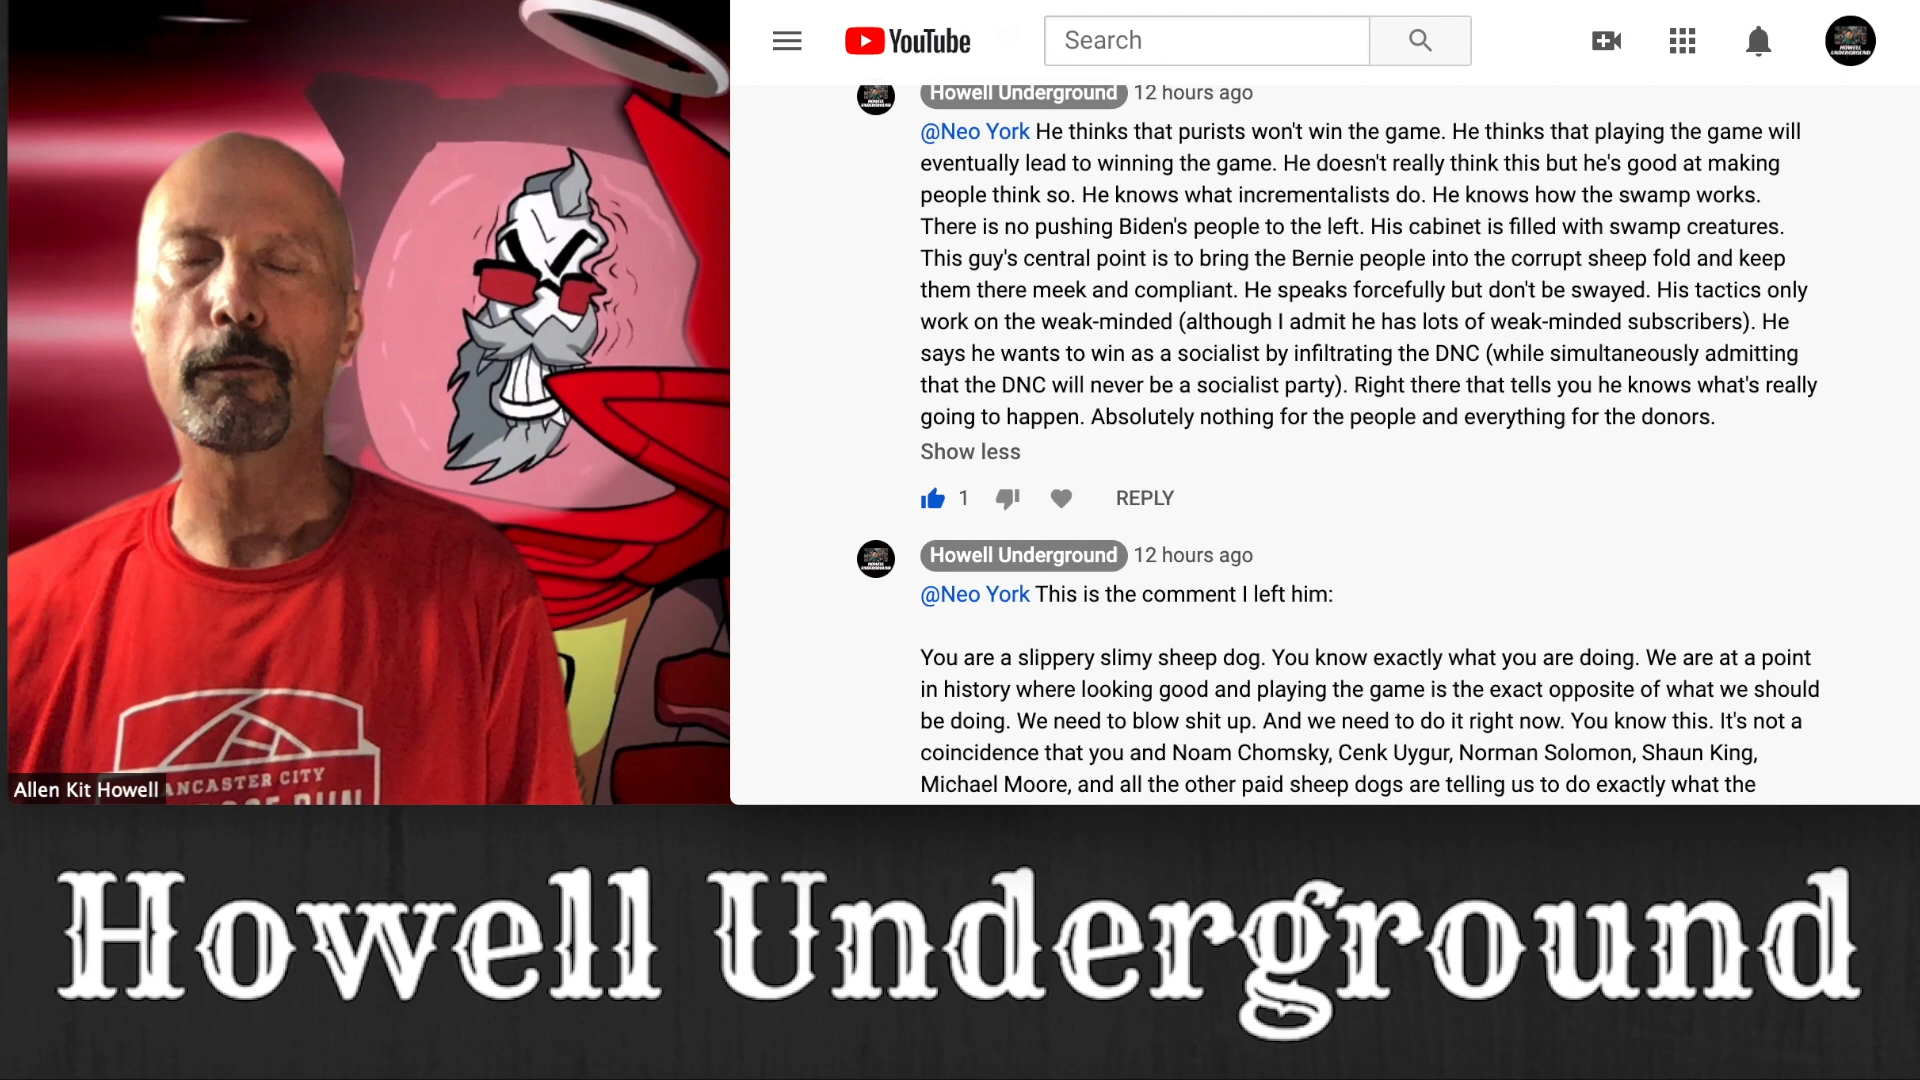 YouTube
Search
Howell Underground 12 hours ago
@Neo York He thinks that purists won't win the game. He thinks that playing the game will
eventually lead to winning the game. He doesn't really think this but he's good at making
people think so. He knows what incrementalists do. He knows how the swamp works.
There is no pushing Biden's people to the left. His cabinet is filled with swamp creatures.
This guy's central point is to bring the Bernie people into the corrupt sheep fold and keep
them there meek and compliant. He speaks forcefully but don't be swayed. His tactics only
work on the weak-minded (although I admit he has lots of weak-minded subscribers). He
says he wants to win as a socialist by infiltrating the DNC (while simultaneously admitting
that the DNC will never be a socialist party). Right there that tells you he knows what's really
going to happen. Absolutely nothing for the people and everything for the donors.
Show less
1 REPLY
Howell Underground 12 hours ago
@Neo York This is the comment I left him:
You are a slippery slimy sheep dog. You know exactly what you are doing. We are at a point
in history where looking good and playing the game is the exact opposite of what we should
be doing. We need to blow shit up. And we need to do it right now. You know this. It's not a
coincidence that you and Noam Chomsky, Cenk Uygur, Norman Solomon, Shaun King,
Michael Moore, and all the other paid sheep dogs are telling us to do exactly what the
ANCASTER CITY
Allen Kit Howell
Howell Underground